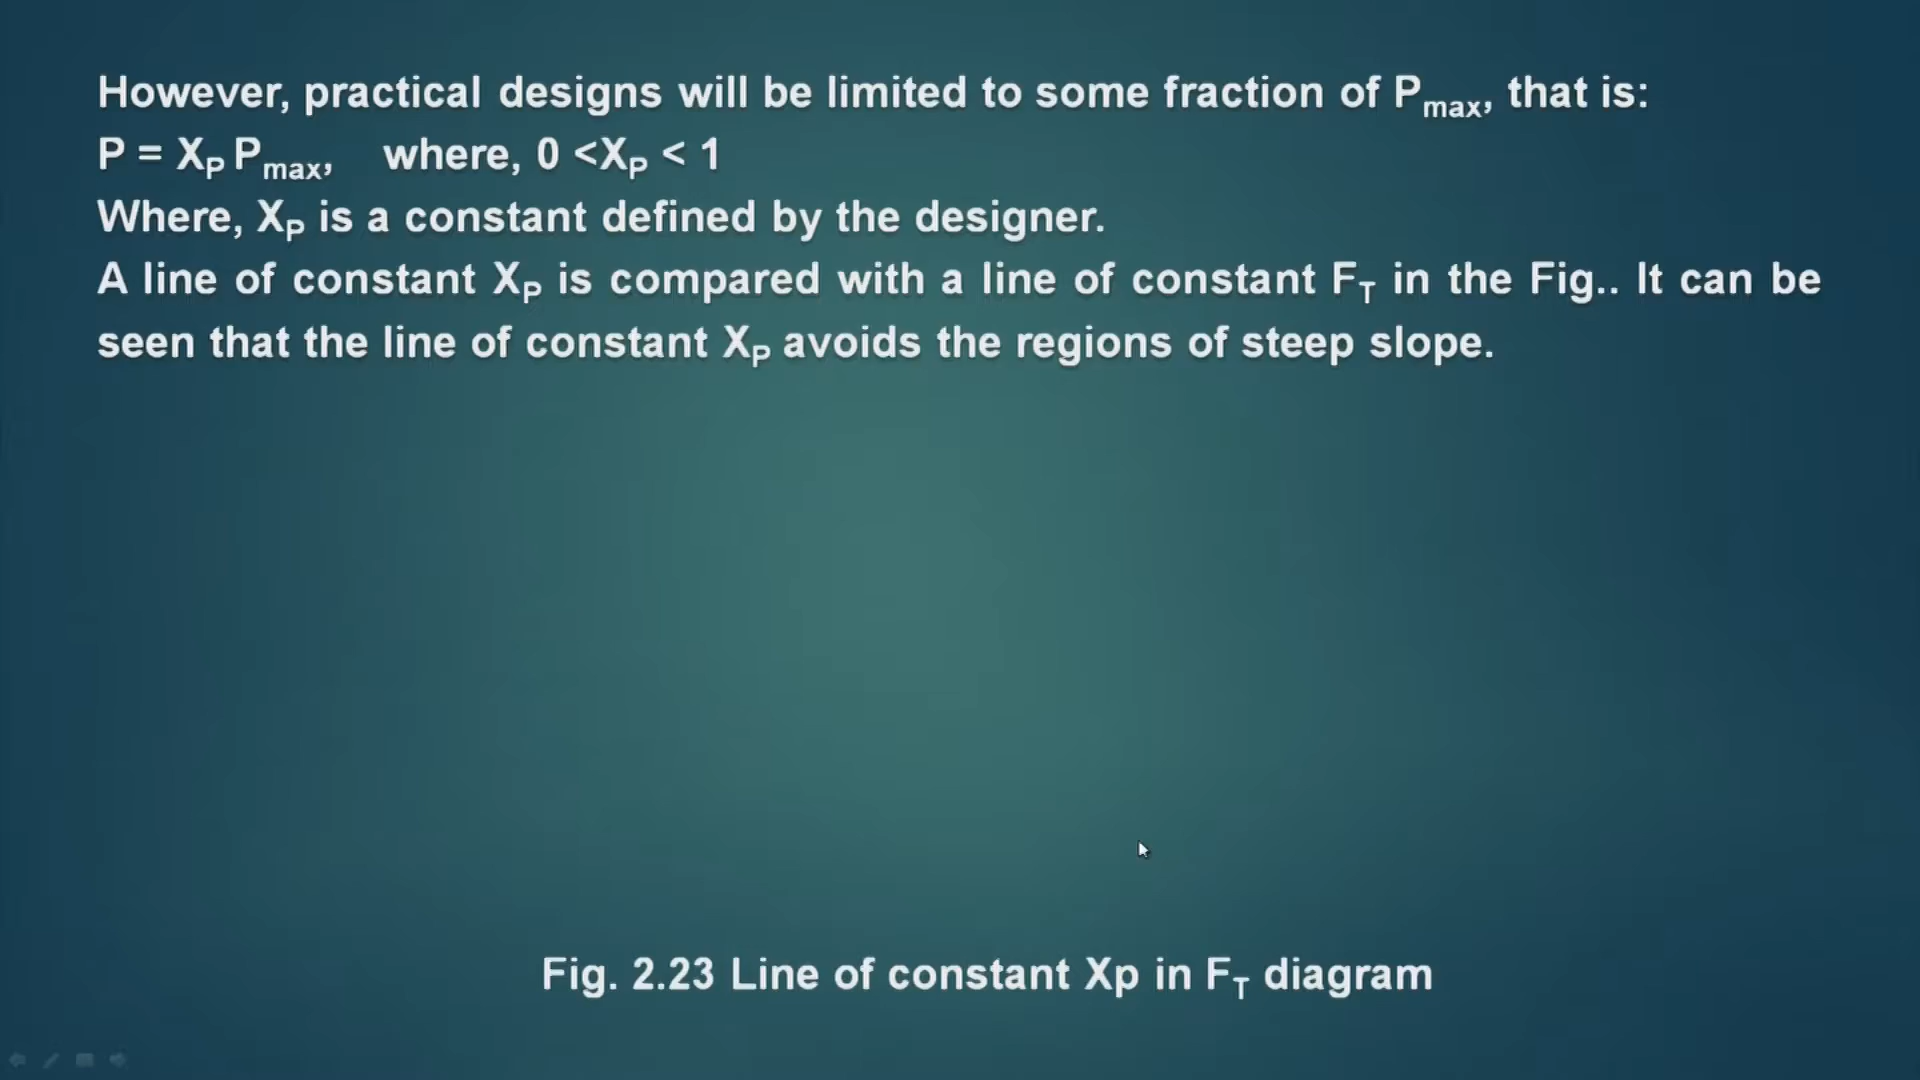 However, practical designs will be limited to some fraction of Pmax, that is:
P = XP Pmax, where, 0 <XP < 1
Where, XP is a constant defined by the designer.
A line of constant XP is compared with a line of constant FT in the Fig.. It can be
seen that the line of constant XP avoids the regions of steep slope.
Fig. 2.23 Line of constant Xp in FT diagram